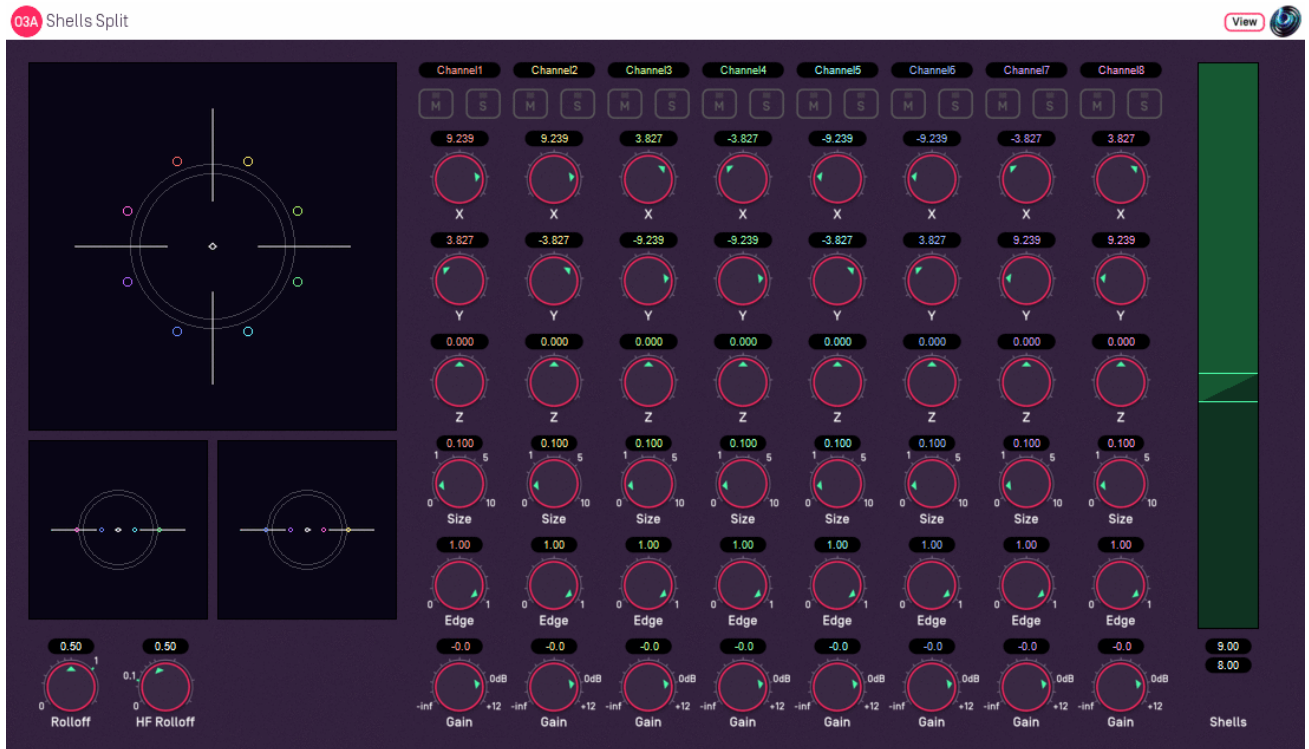 O3A Shells Split View
Channel1 Channel2 Channel3 Channel4 Channel5 Channel6 Channel7 Channel8
M S M S M S M S M S M S M S M S
9.239 9.239 3.827 -3.827 -9.239 -9.239 -3.827 3.827
X X X X X X X X
3.827 -3.827 -9.239 -9.239 -3.827 3.827 9.239 9.239
Y Y Y Y Y Y Y Y
0.000 0.000 0.000 0.000 0.000 0.000 0.000 0.000
Z Z Z Z Z Z Z Z
0.100 0.100 0.100 0.100 0.100 0.100 0.100 0.100
1 5 1 5 1 5 1 5 1 5 1 5 1 5 1 5
0 10 0 10 0 10 0 10 0 10 0 10 0 10 0 10
Size Size Size Size Size Size Size Size
1.00 1.00 1.00 1.00 1.00 1.00 1.00 1.00
0 1 0 1 0 1 0 1 0 1 0 1 0 1 0 1
Edge Edge Edge Edge Edge Edge Edge Edge
0.50 0.50 -0.0 -0.0 -0.0 -0.0 -0.0 -0.0 -0.0 -0.0 9.00
1 8.00
0.1 0dB 0dB 0dB 0dB 0dB 0dB 0dB 0dB
0 0 -inf +12 -inf +12 -inf +12 -inf +12 -inf +12 -inf +12 -inf +12 -inf +12
Rolloff HF Rolloff Gain Gain Gain Gain Gain Gain Gain Gain Shells